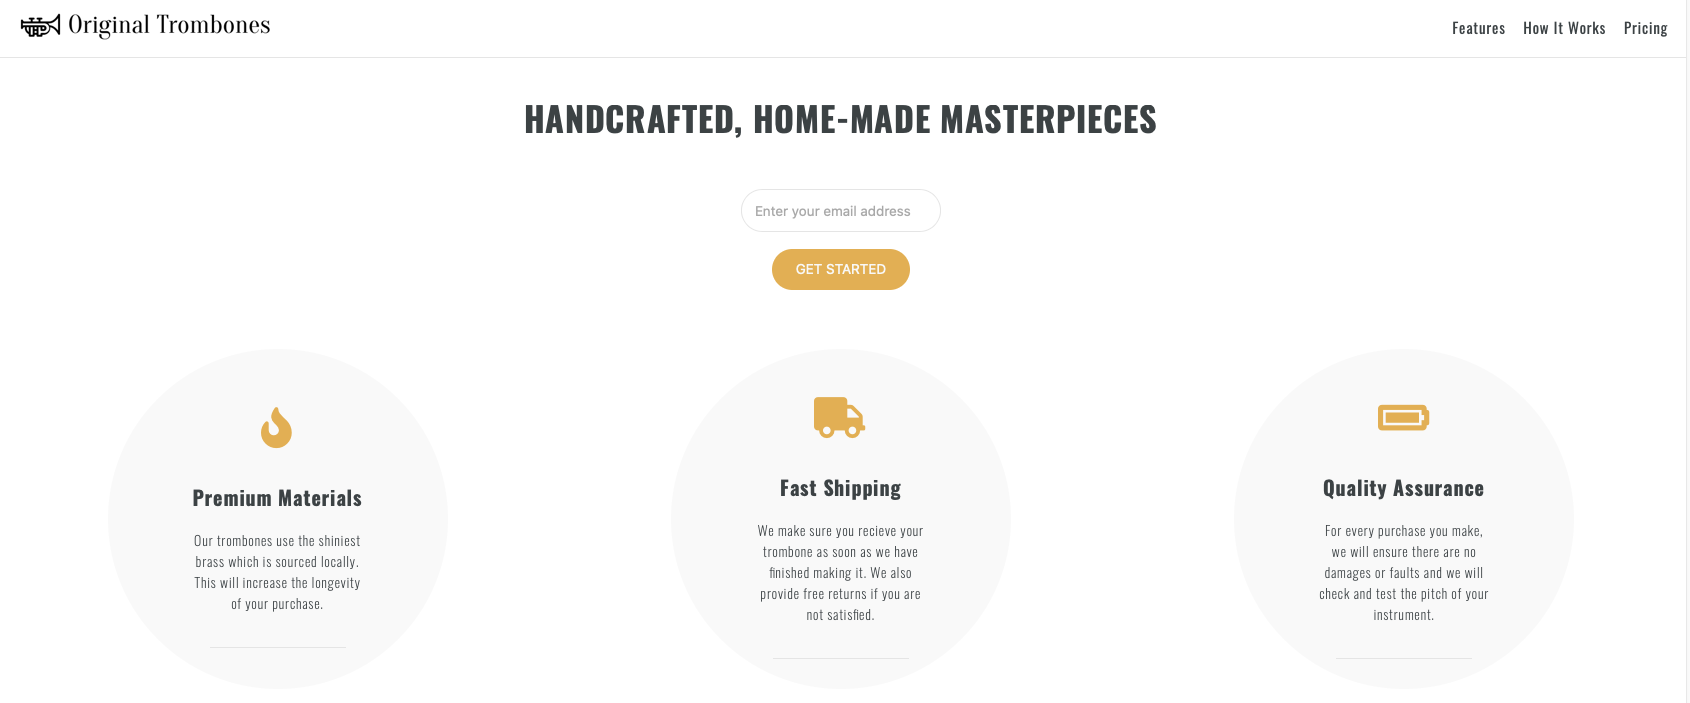 Original Trombones
Features How It Works Pricing
HANDCRAFTED, HOME-MADE MASTERPIECES
Enter your email address
GET STARTED
Premium Materials
Our trombones use the shiniest
brass which is sourced locally.
This will increase the longevity
of your purchase.
Fast Shipping
We make sure you recieve your
trombone as soon as we have
finished making it. We also
provide free returns if you are
not satisfied.
Quality Assurance
For every purchase you make,
we will ensure there are no
damages or faults and we will
check and test the pitch of your
instrument.